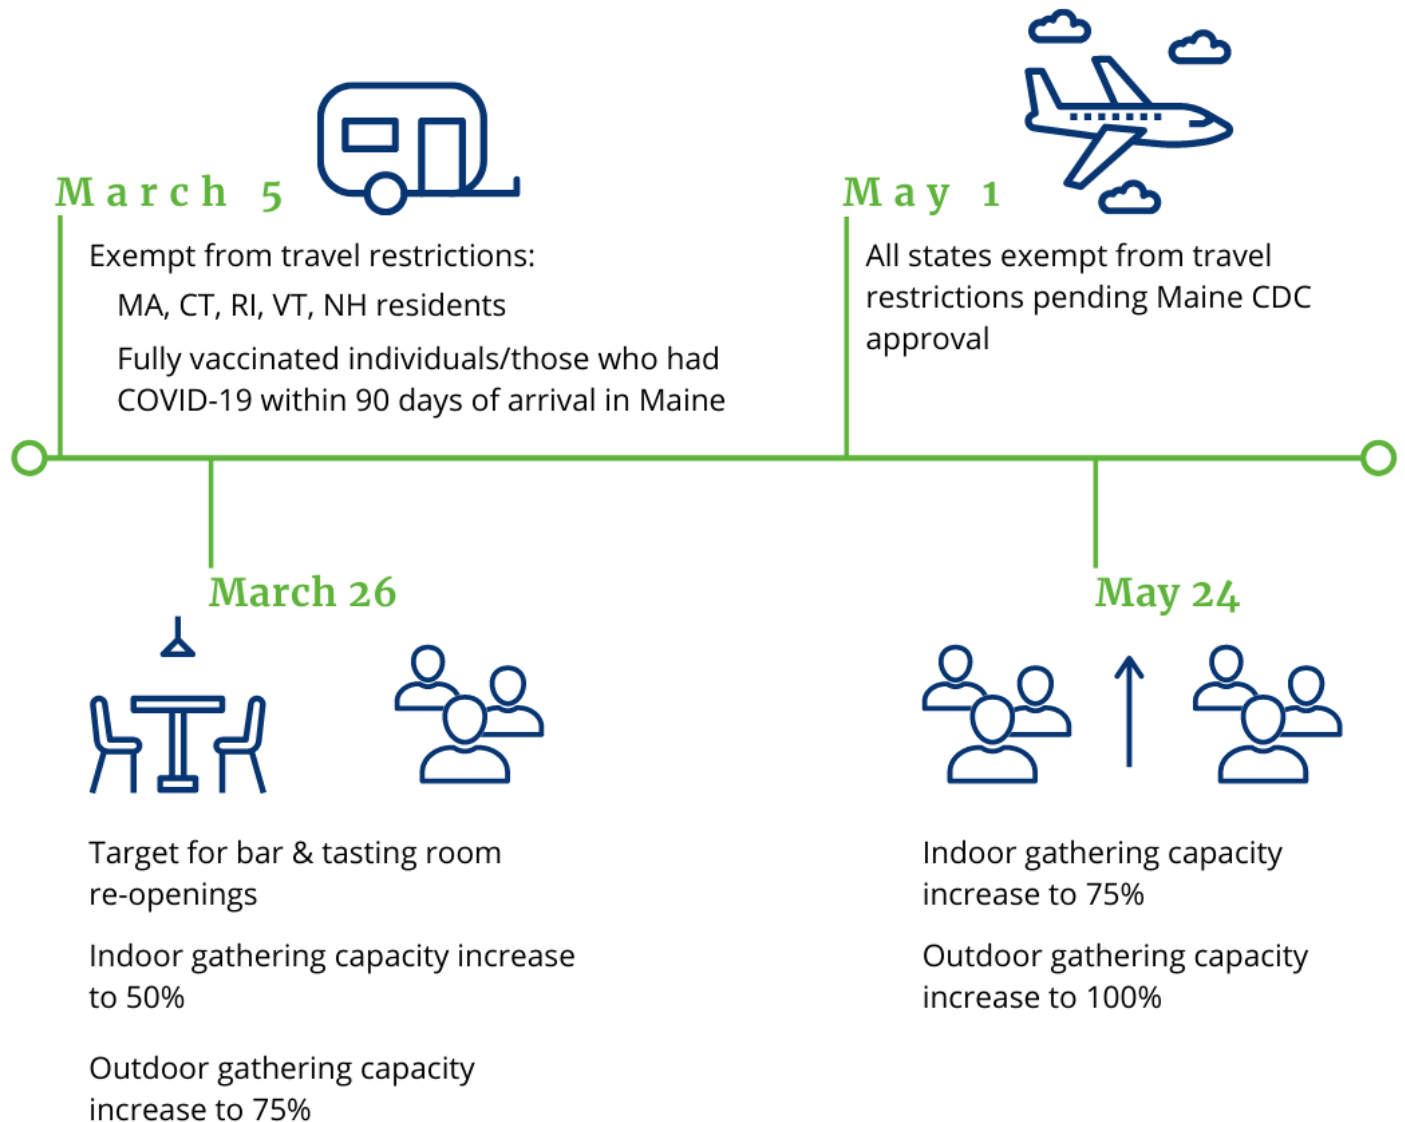 March 5
Exempt from travel restrictions:
MA, CT, RI, VT, NH residents
Fully vaccinated individuals/those who had
COVID-19 within 90 days of arrival in Maine
May 1
All states exempt from travel
restrictions pending Maine CDC
approval
March 26
Target for bar & tasting room
re-openings
Indoor gathering capacity increase
to 50%
Outdoor gathering capacity
increase to 75%
May 24
Indoor gathering capacity
increase to 75%
Outdoor gathering capacity
increase to 100%